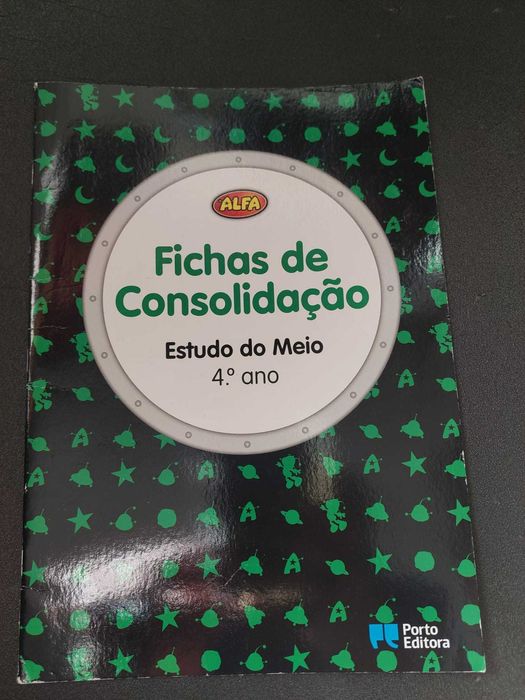 ALFA
Fichas de
Consolidação
Estudo do Meio
4.º ano
Porto
Editora